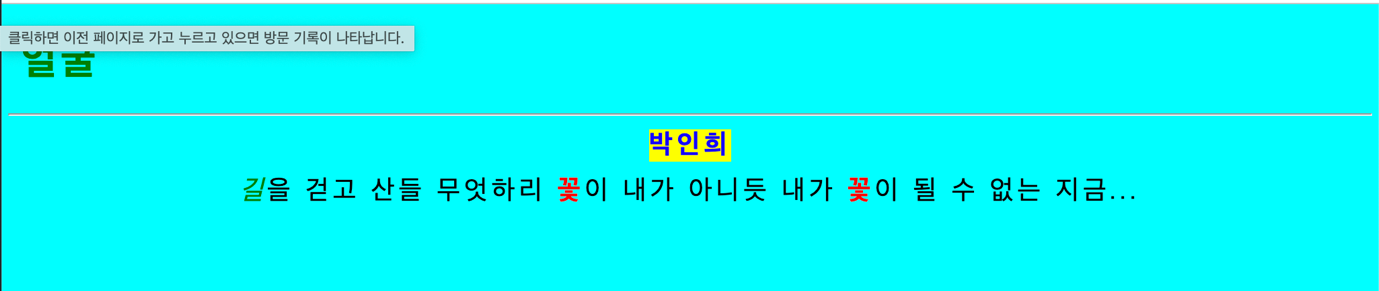 클릭하면 이전 페이지로 가고 누르고 있으면 방문 기록이 나타납니다.
얼굴
박인희
길을 걷고 산들 무엇하리 꽃이 내가 아니듯 내가 꽃이 될 수 없는 지금...